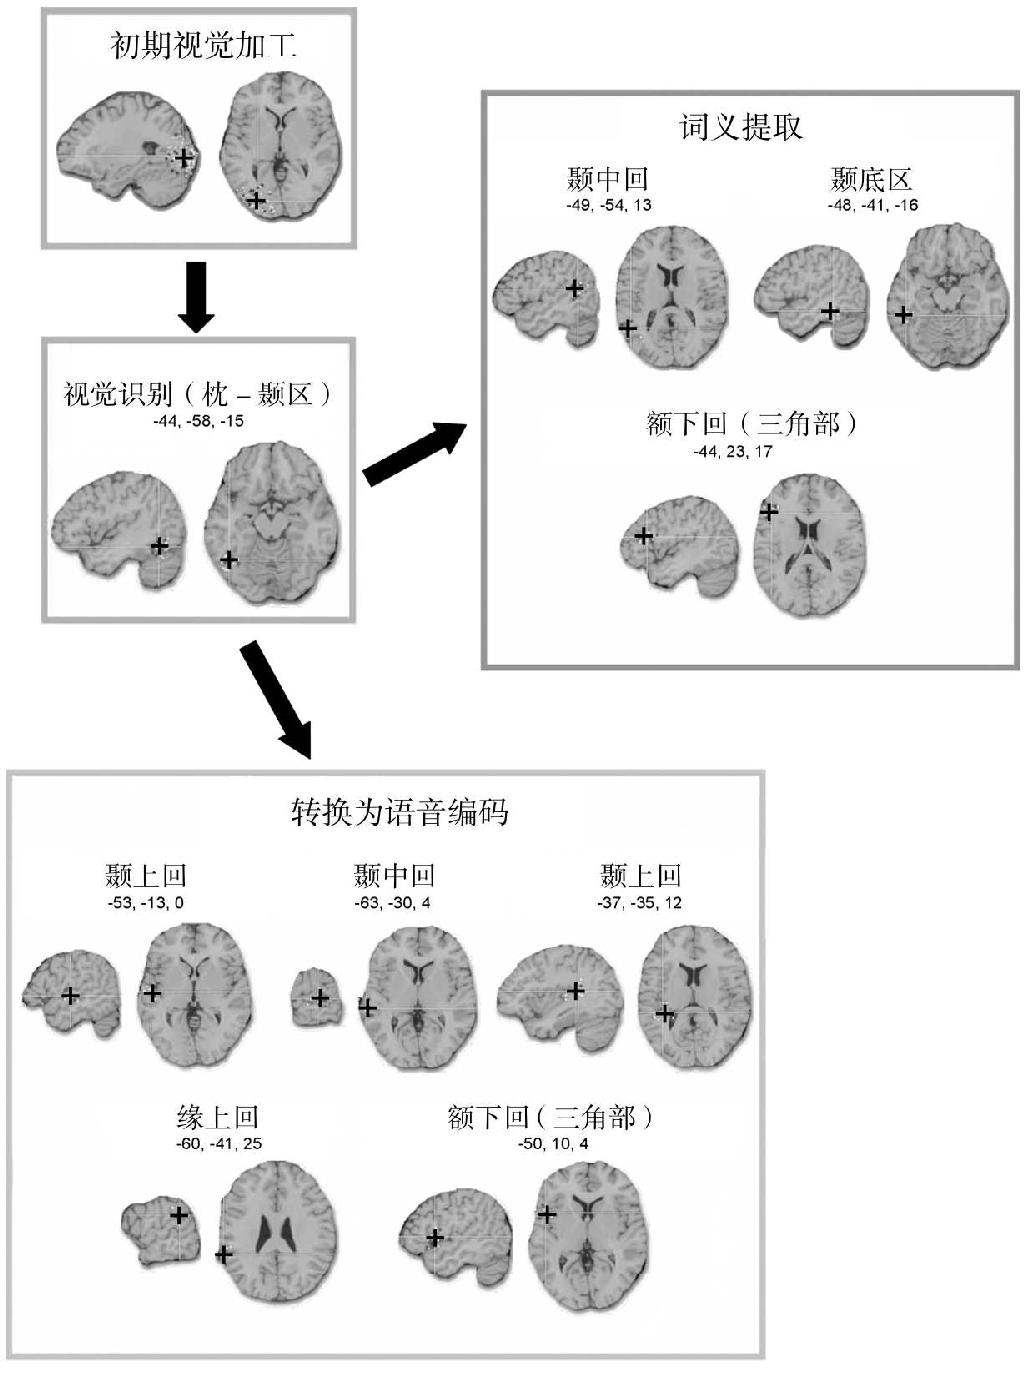 初期视觉加工
视觉识别（枕–颞区）
-44, -58, -15
词义提取
颞中回
-49, -54, 13
颞底区
-48, -41, -16
额下回（三角部）
-44, 23, 17
转换为语音编码
颞上回
-53, -13, 0
颞中回
-63, -30, 4
颞上回
-37, -35, 12
缘上回
-60, -41, 25
额下回（三角部）
-50, 10, 4